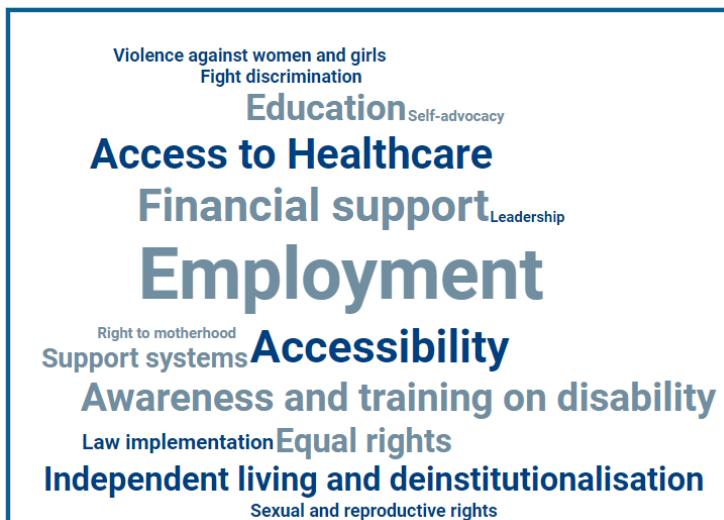 Violence against women and girls
Fight discrimination
Education Self-advocacy
Access to Healthcare
Financial support Leadership
Employment
Right to motherhood
Support systems Accessibility
Awareness and training on disability
Law implementation Equal rights
Independent living and deinstitutionalisation
Sexual and reproductive rights